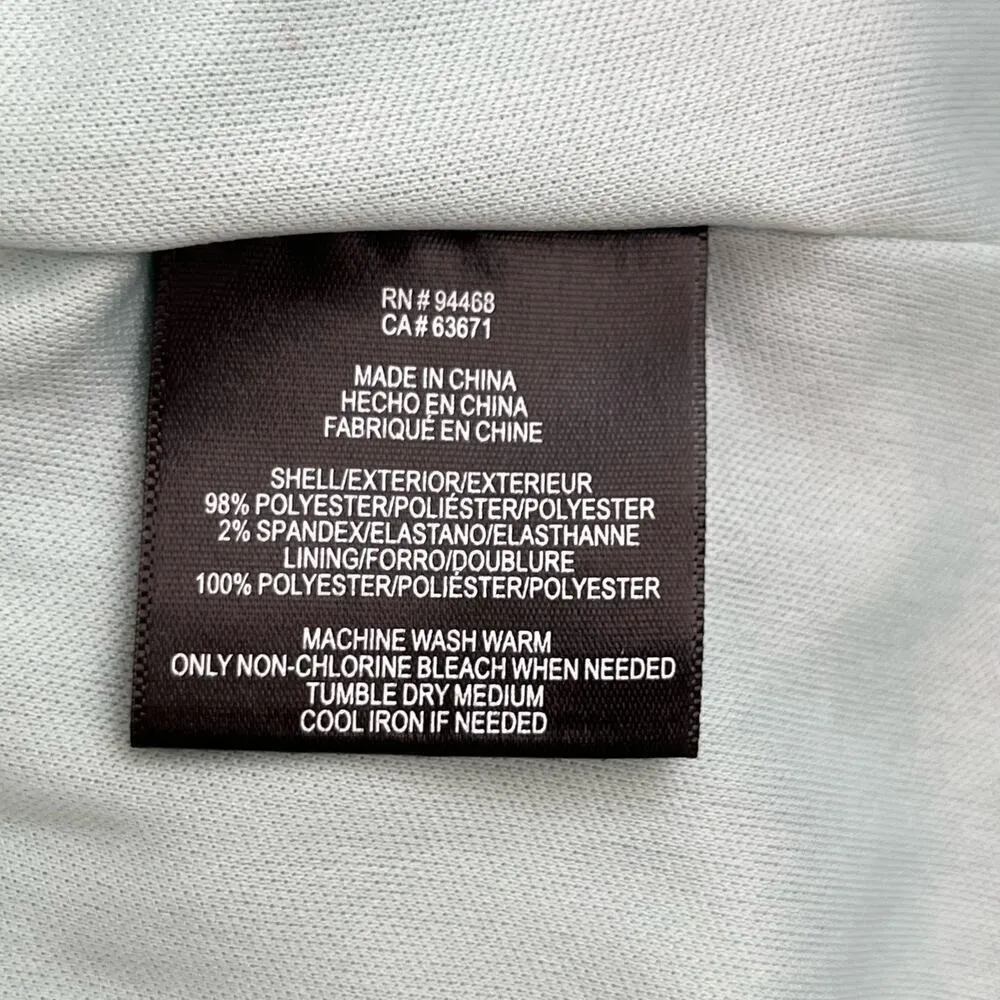 RN # 94468
CA # 63671
MADE IN CHINA
HECHO EN CHINA
FABRIQUÉ EN CHINE
SHELL/EXTERIOR/EXTERIEUR
98% POLYESTER/POLIÉSTER/POLYESTER
2% SPANDEX/ELASTANO/ELASTHANNE
LINING/FORRO/DOUBLURE
100% POLYESTER/POLIÉSTER/POLYESTER
MACHINE WASH WARM
ONLY NON-CHLORINE BLEACH WHEN NEEDED
TUMBLE DRY MEDIUM
COOL IRON IF NEEDED